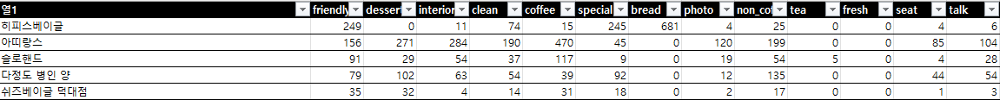 열1 friendly dessert interior clean coffee special bread photo non_cof tea fresh seat talk
히피스베이글 249 0 11 74 15 245 681 4 25 0 0 4 6
아띠랑스 156 271 284 190 470 45 0 120 199 0 0 85 104
슬로핸드 91 29 54 37 117 9 0 19 54 5 0 4 28
다정도 병인 양 79 102 63 54 39 92 0 12 135 0 0 44 54
쉬즈베이글 덕대점 35 32 4 14 31 18 0 2 17 0 0 1 3